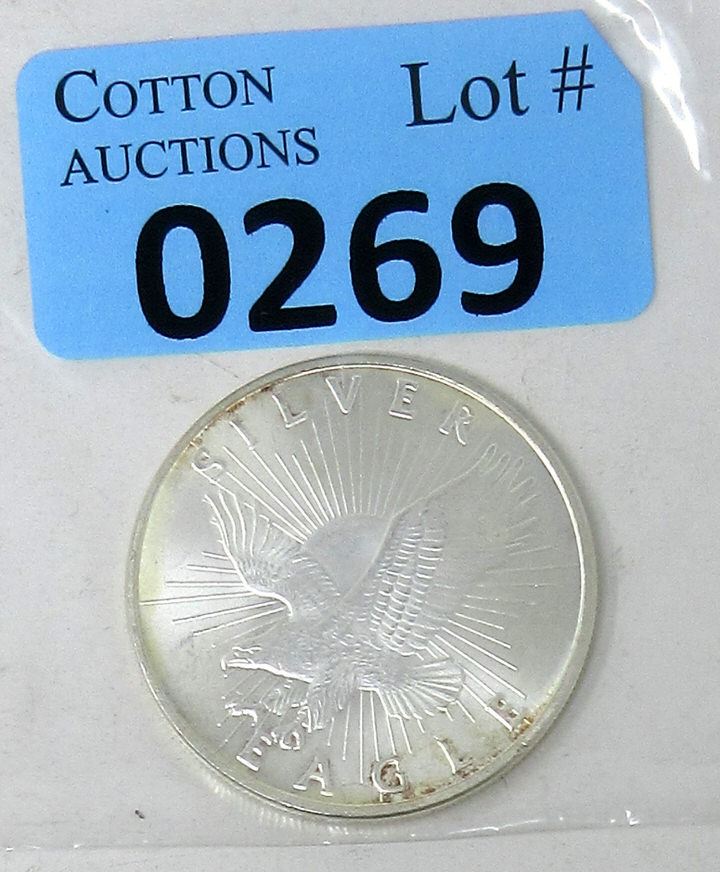 COTTON
AUCTIONS
Lot #
0269
SILVER
EAGLE